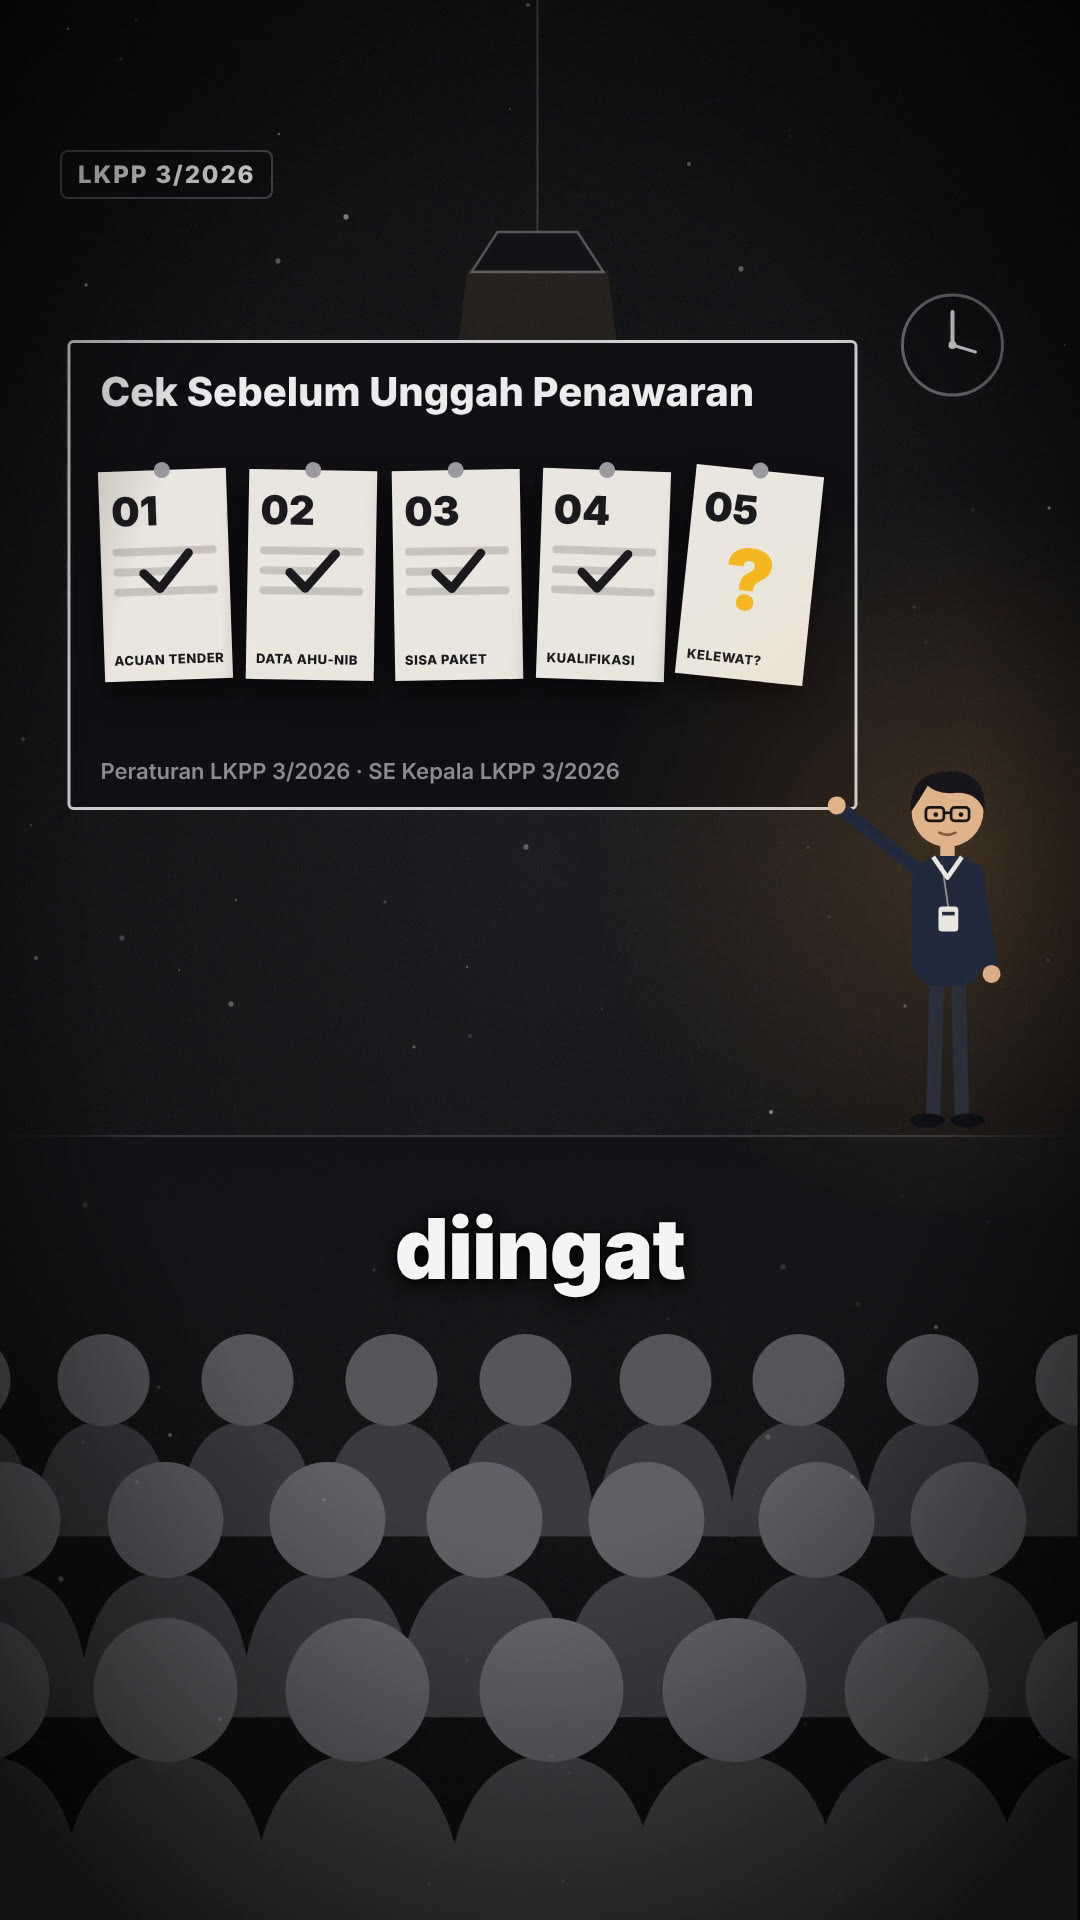 LKPP 3/2026
Cek Sebelum Unggah Penawaran
01
ACUAN TENDER
02
DATA AHU-NIB
03
SISA PAKET
04
KUALIFIKASI
05
?
KELEWAT?
Peraturan LKPP 3/2026 · SE Kepala LKPP 3/2026
diingat